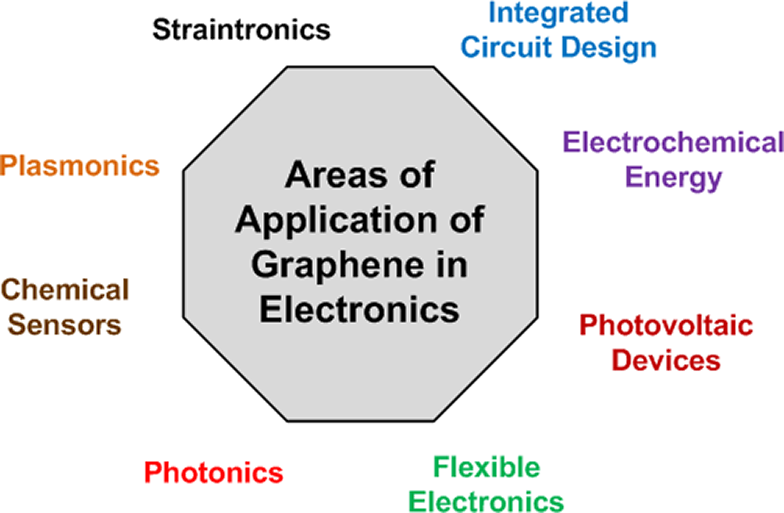 Straintronics
Integrated
Circuit Design
Plasmonics
Electrochemical
Energy
Areas of
Application of
Graphene in
Electronics
Chemical
Sensors
Photovoltaic
Devices
Photonics
Flexible
Electronics